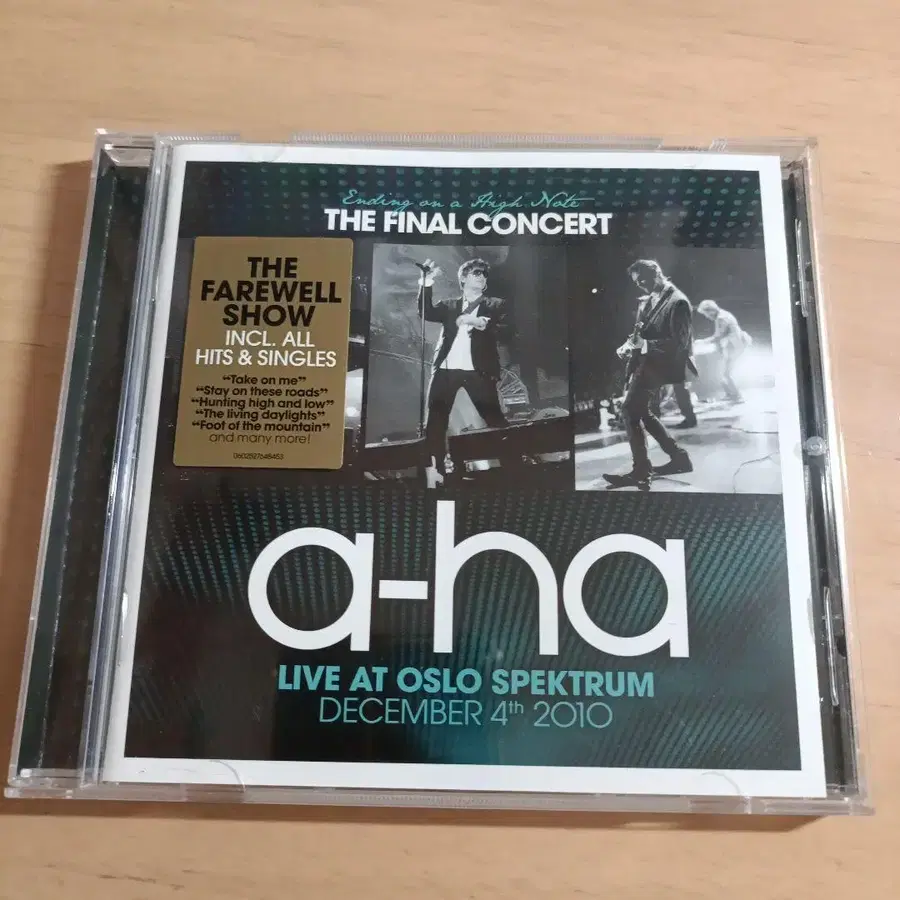 Ending on a High Note
THE FINAL CONCERT
THE
FAREWELL
SHOW
INCL. ALL
HITS & SINGLES
"Take on me"
"Stay on these roads"
"Hunting high and low"
"The living daylights"
"Foot of the mountain"
and many more!
a-ha
LIVE AT OSLO SPEKTRUM
DECEMBER 4th 2010